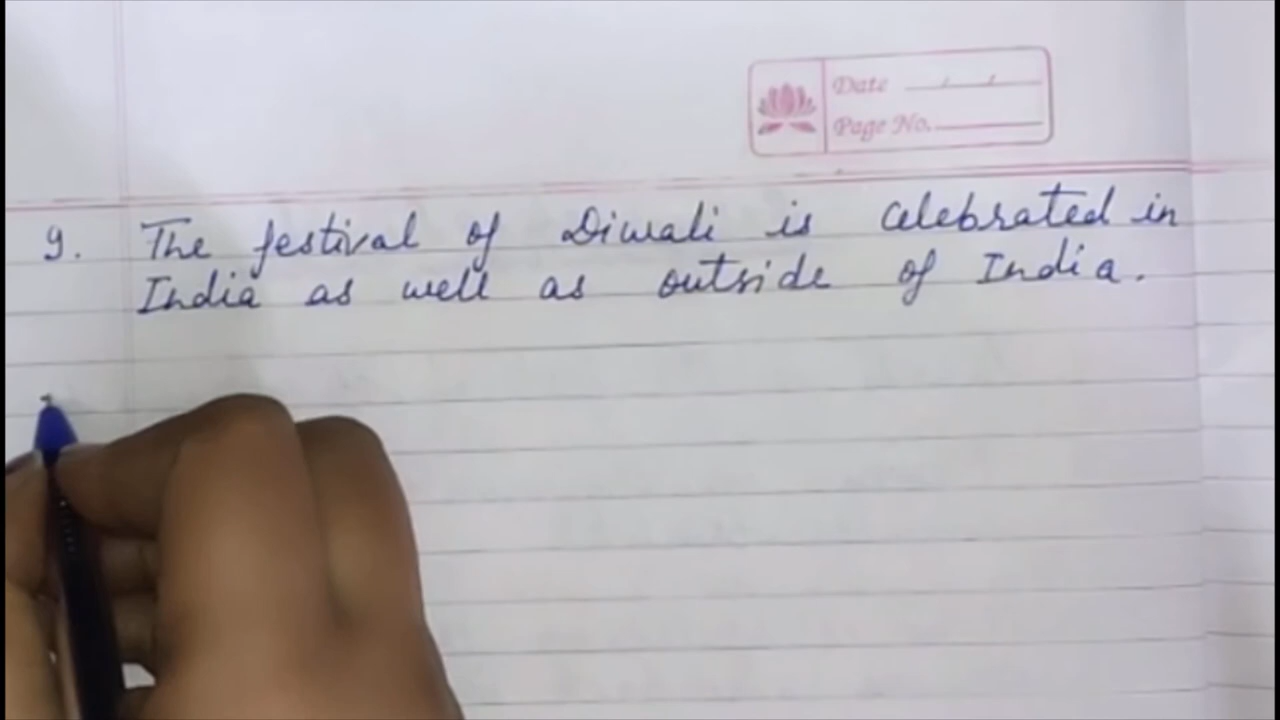 Date
Page No.
9. The festival of Diwali is celebrated in
India as well as outside of India.